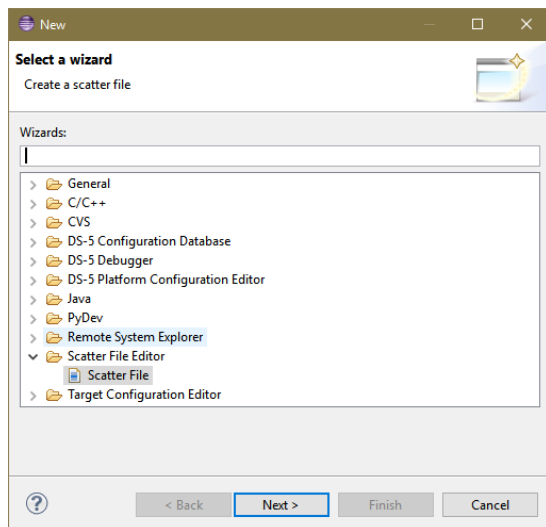 New
Select a wizard
Create a scatter file
Wizards:
General
C/C++
CVS
DS-5 Configuration Database
DS-5 Debugger
DS-5 Platform Configuration Editor
Java
PyDev
Remote System Explorer
Scatter File Editor
Scatter File
Target Configuration Editor
? < Back Next > Finish Cancel